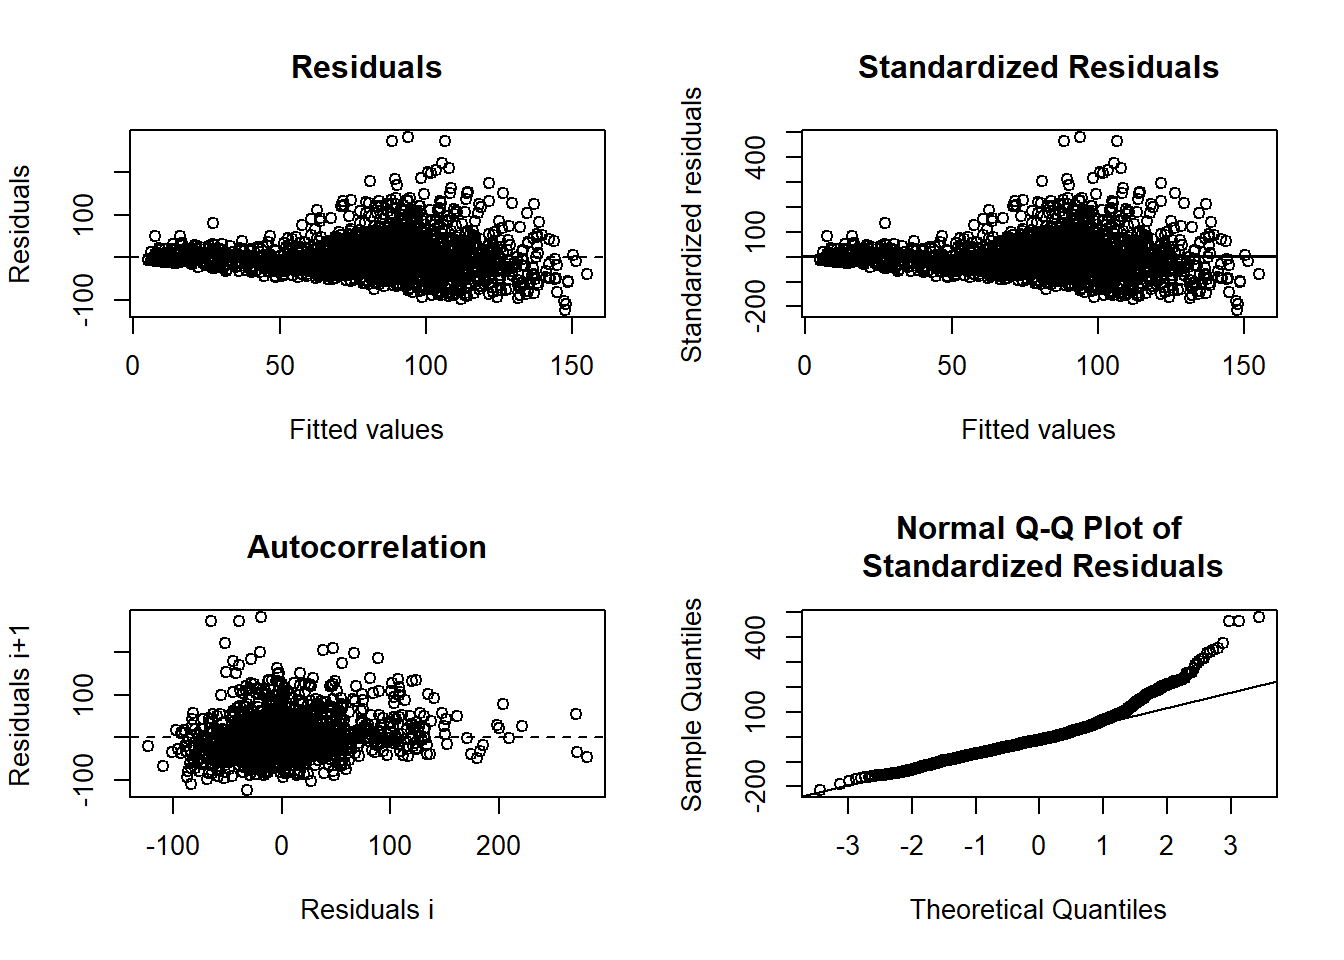 Residuals
Residuals
100
-100
0 50 100 150
Fitted values
Standardized Residuals
Standardized residuals
400
100
-200
0 50 100 150
Fitted values
Autocorrelation
Residuals i+1
100
-100
-100 0 100 200
Residuals i
Normal Q-Q Plot of
Standardized Residuals
Sample Quantiles
400
100
-200
-3 -2 -1 0 1 2 3
Theoretical Quantiles